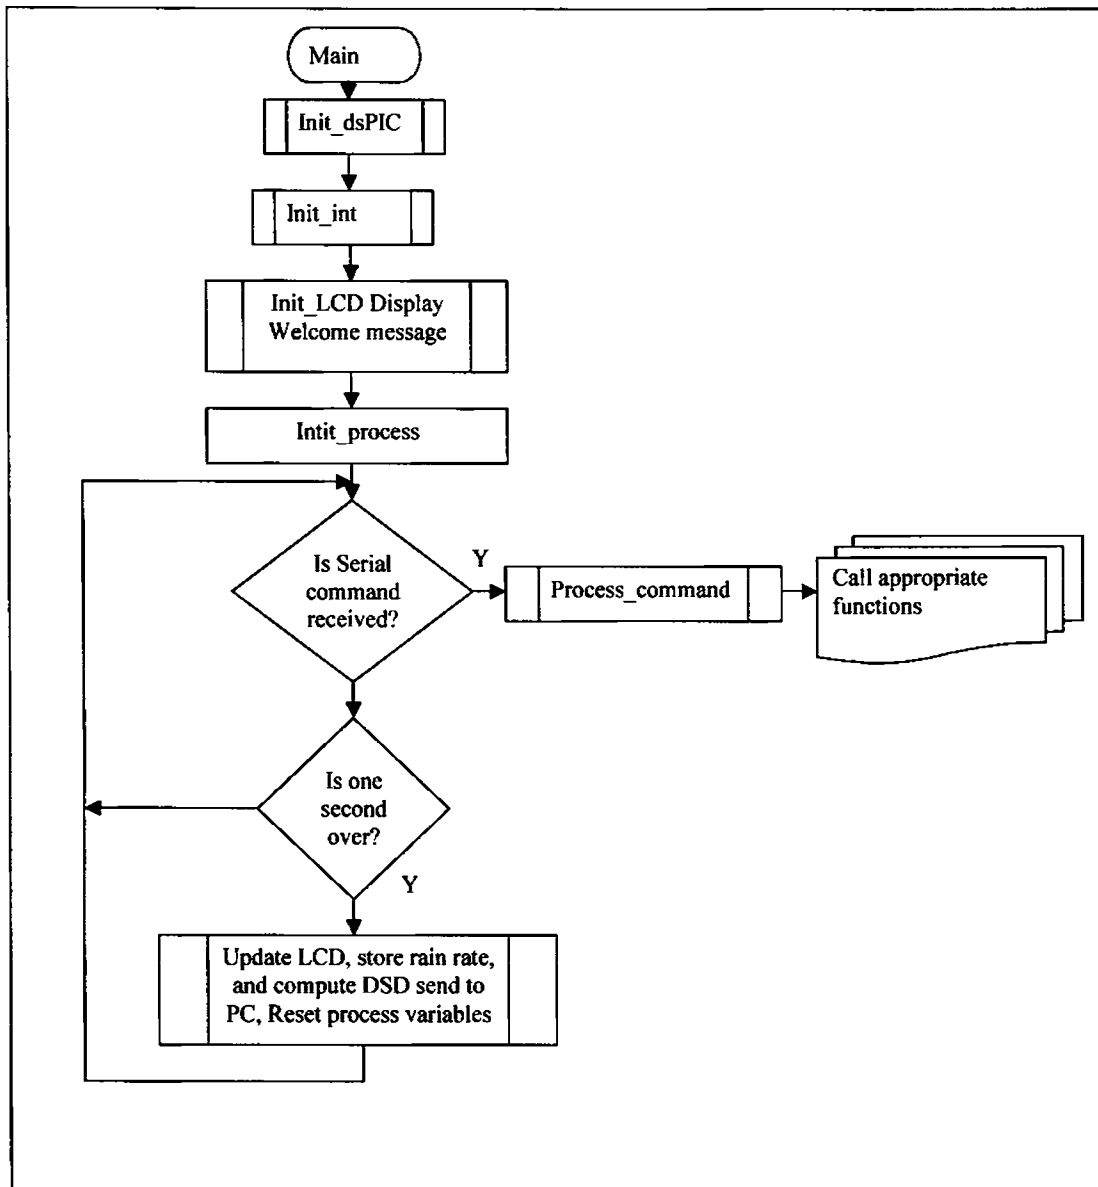 Main
Init_dsPIC
Init_int
Init_LCD Display
Welcome message
Intit_process
Is Serial
command
received?
Y
Process_command
Call appropriate
functions
Is one
second
over?
Y
Update LCD, store rain rate,
and compute DSD send to
PC, Reset process variables